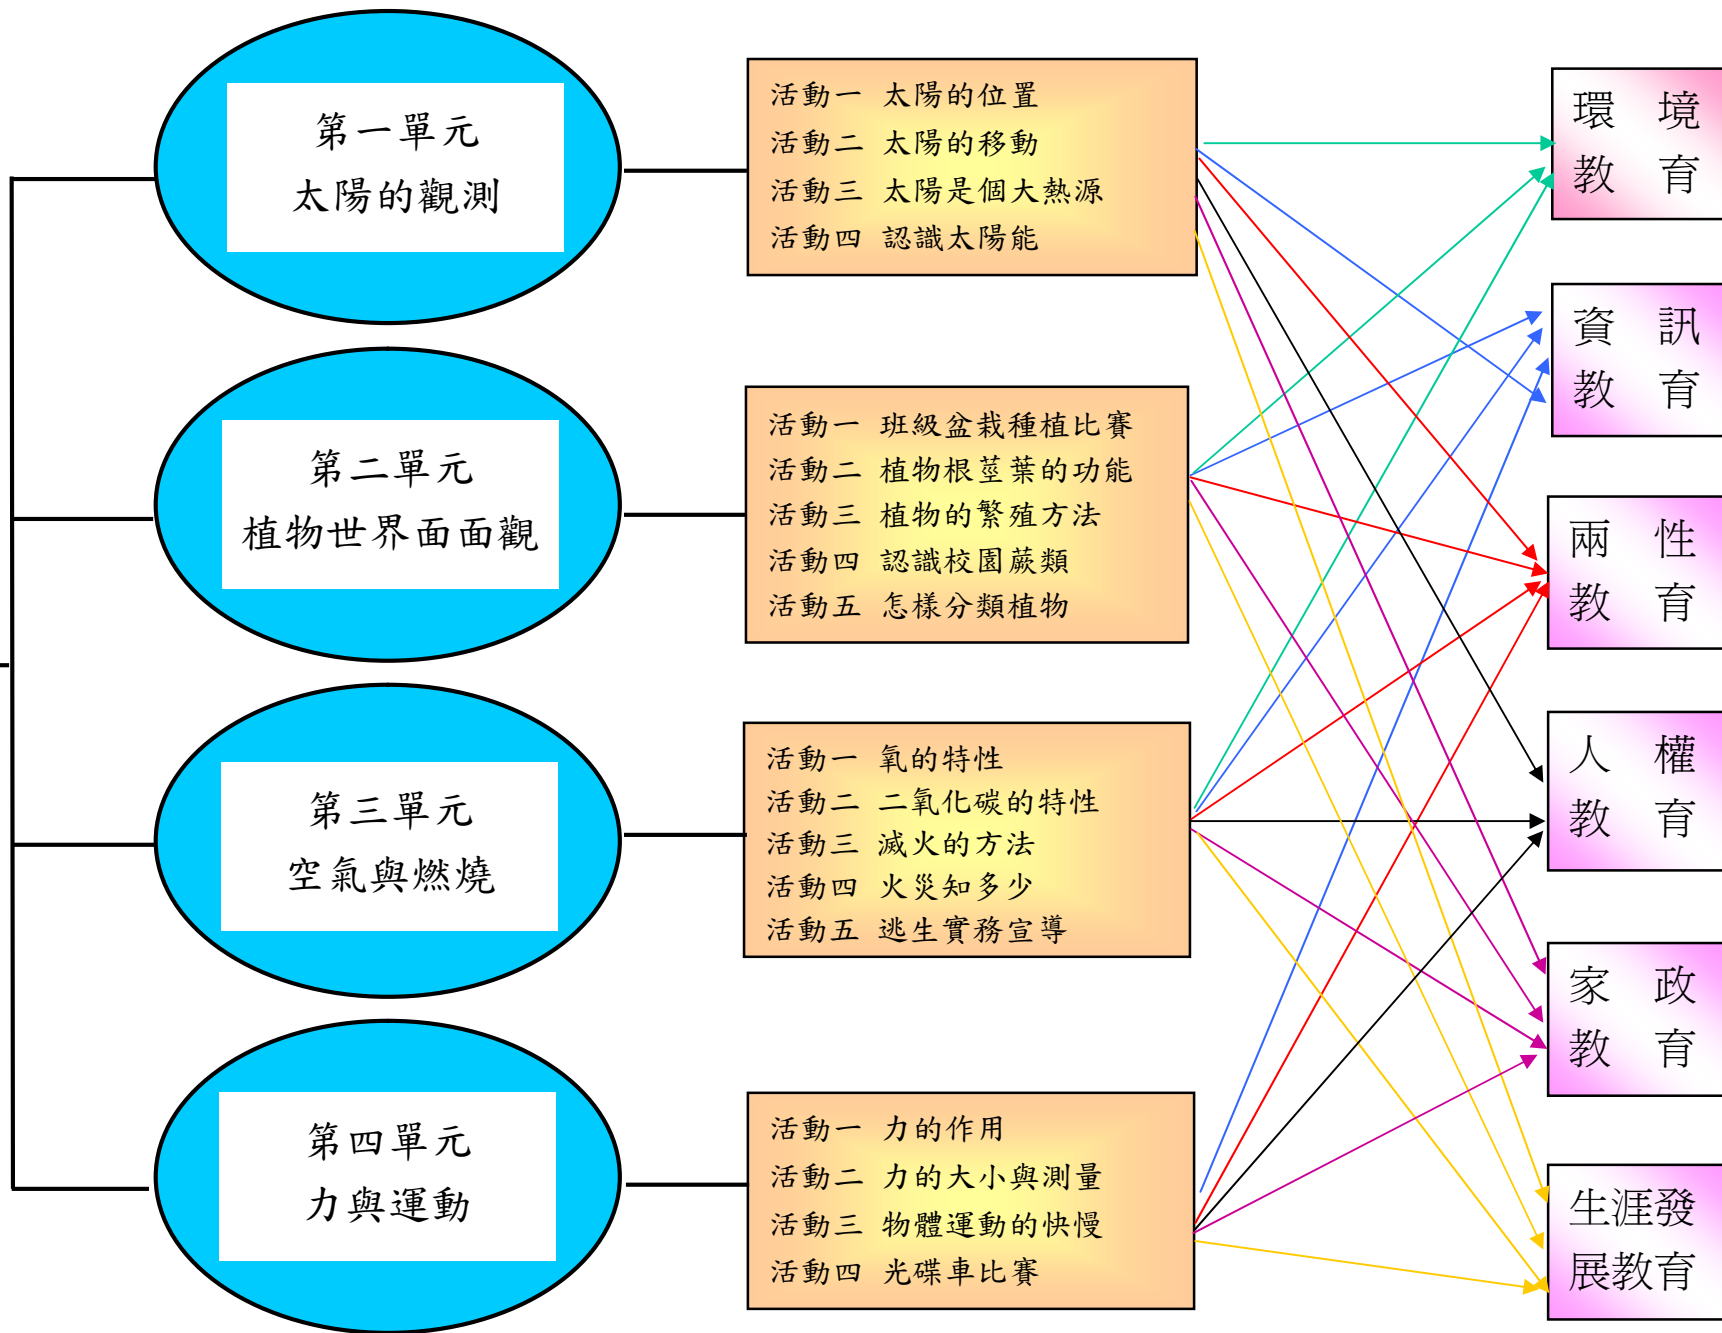 第一單元
太陽的觀測
活動一 太陽的位置
活動二 太陽的移動
活動三 太陽是個大熱源
活動四 認識太陽能
第二單元
植物世界面面觀
活動一 班級盆栽種植比賽
活動二 植物根莖葉的功能
活動三 植物的繁殖方法
活動四 認識校園蕨類
活動五 怎樣分類植物
第三單元
空氣與燃燒
活動一 氧的特性
活動二 二氧化碳的特性
活動三 滅火的方法
活動四 火災知多少
活動五 逃生實務宣導
第四單元
力與運動
活動一 力的作用
活動二 力的大小與測量
活動三 物體運動的快慢
活動四 光碟車比賽
環 境
教 育
資 訊
教 育
兩 性
教 育
人 權
教 育
家 政
教 育
生涯發
展教育